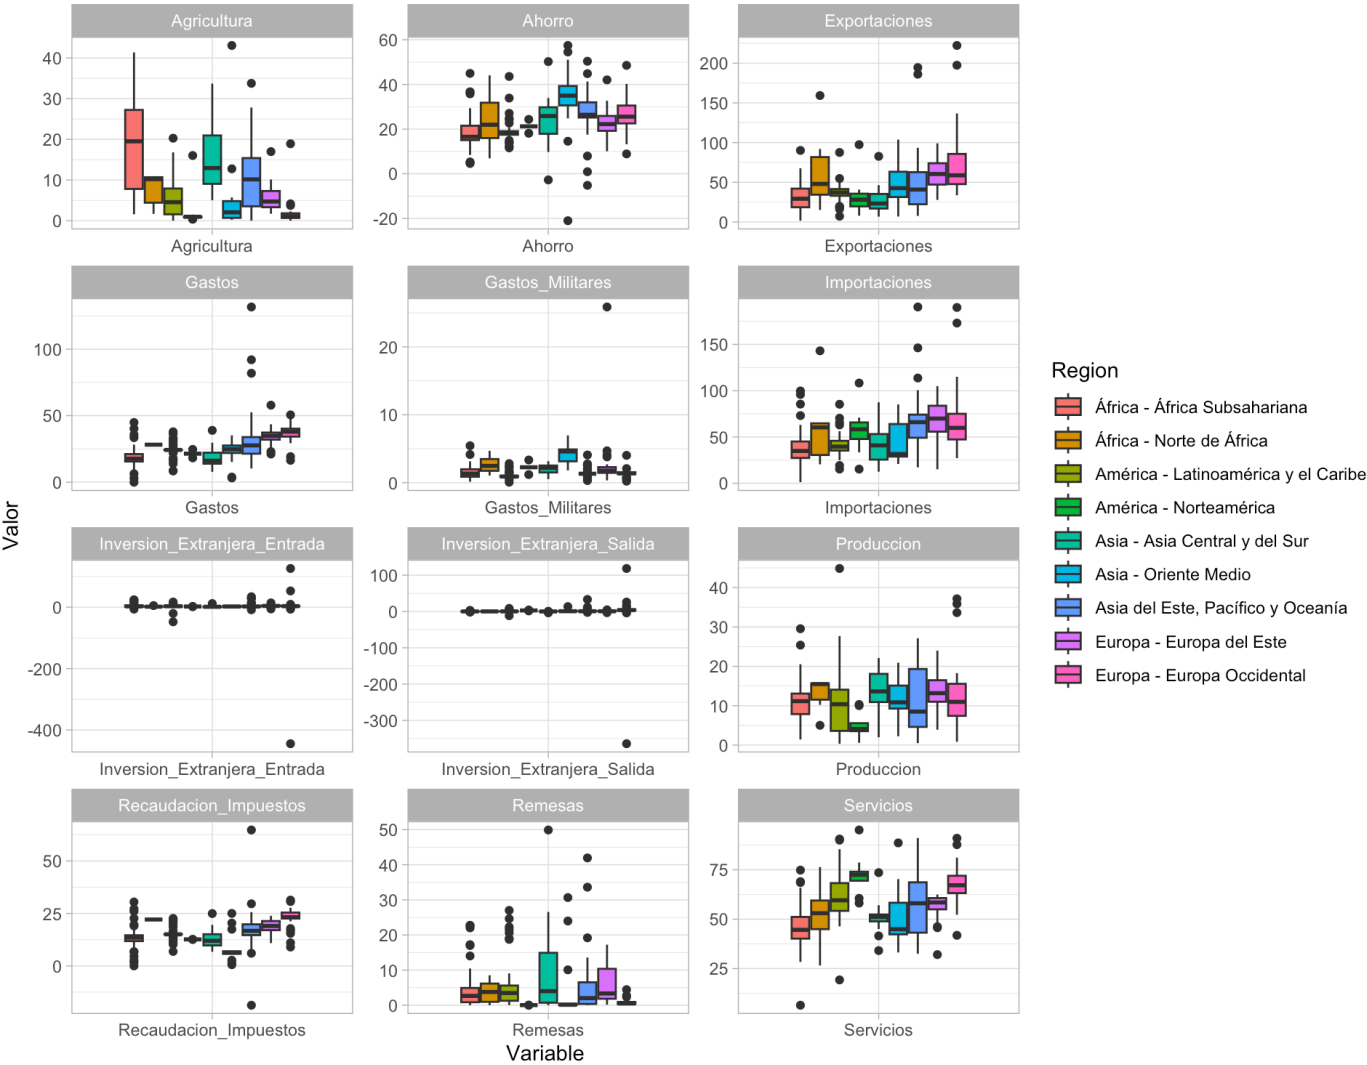 Agricultura
Ahorro
Exportaciones
40
30
20
10
0
60
40
20
0
-20
200
150
100
50
0
Agricultura
Ahorro
Exportaciones
Gastos
Gastos_Militares
Importaciones
100
50
0
20
10
0
150
100
50
0
Gastos
Gastos_Militares
Importaciones
Valor
Inversion_Extranjera_Entrada
Inversion_Extranjera_Salida
Produccion
0
-200
-400
100
0
-100
-200
-300
40
30
20
10
0
Inversion_Extranjera_Entrada
Inversion_Extranjera_Salida
Produccion
Recaudacion_Impuestos
Remesas
Servicios
50
25
0
50
40
30
20
10
0
75
50
25
Recaudacion_Impuestos
Remesas
Servicios
Variable
Region
África - África Subsahariana
África - Norte de África
América - Latinoamérica y el Caribe
América - Norteamérica
Asia - Asia Central y del Sur
Asia - Oriente Medio
Asia del Este, Pacífico y Oceanía
Europa - Europa del Este
Europa - Europa Occidental